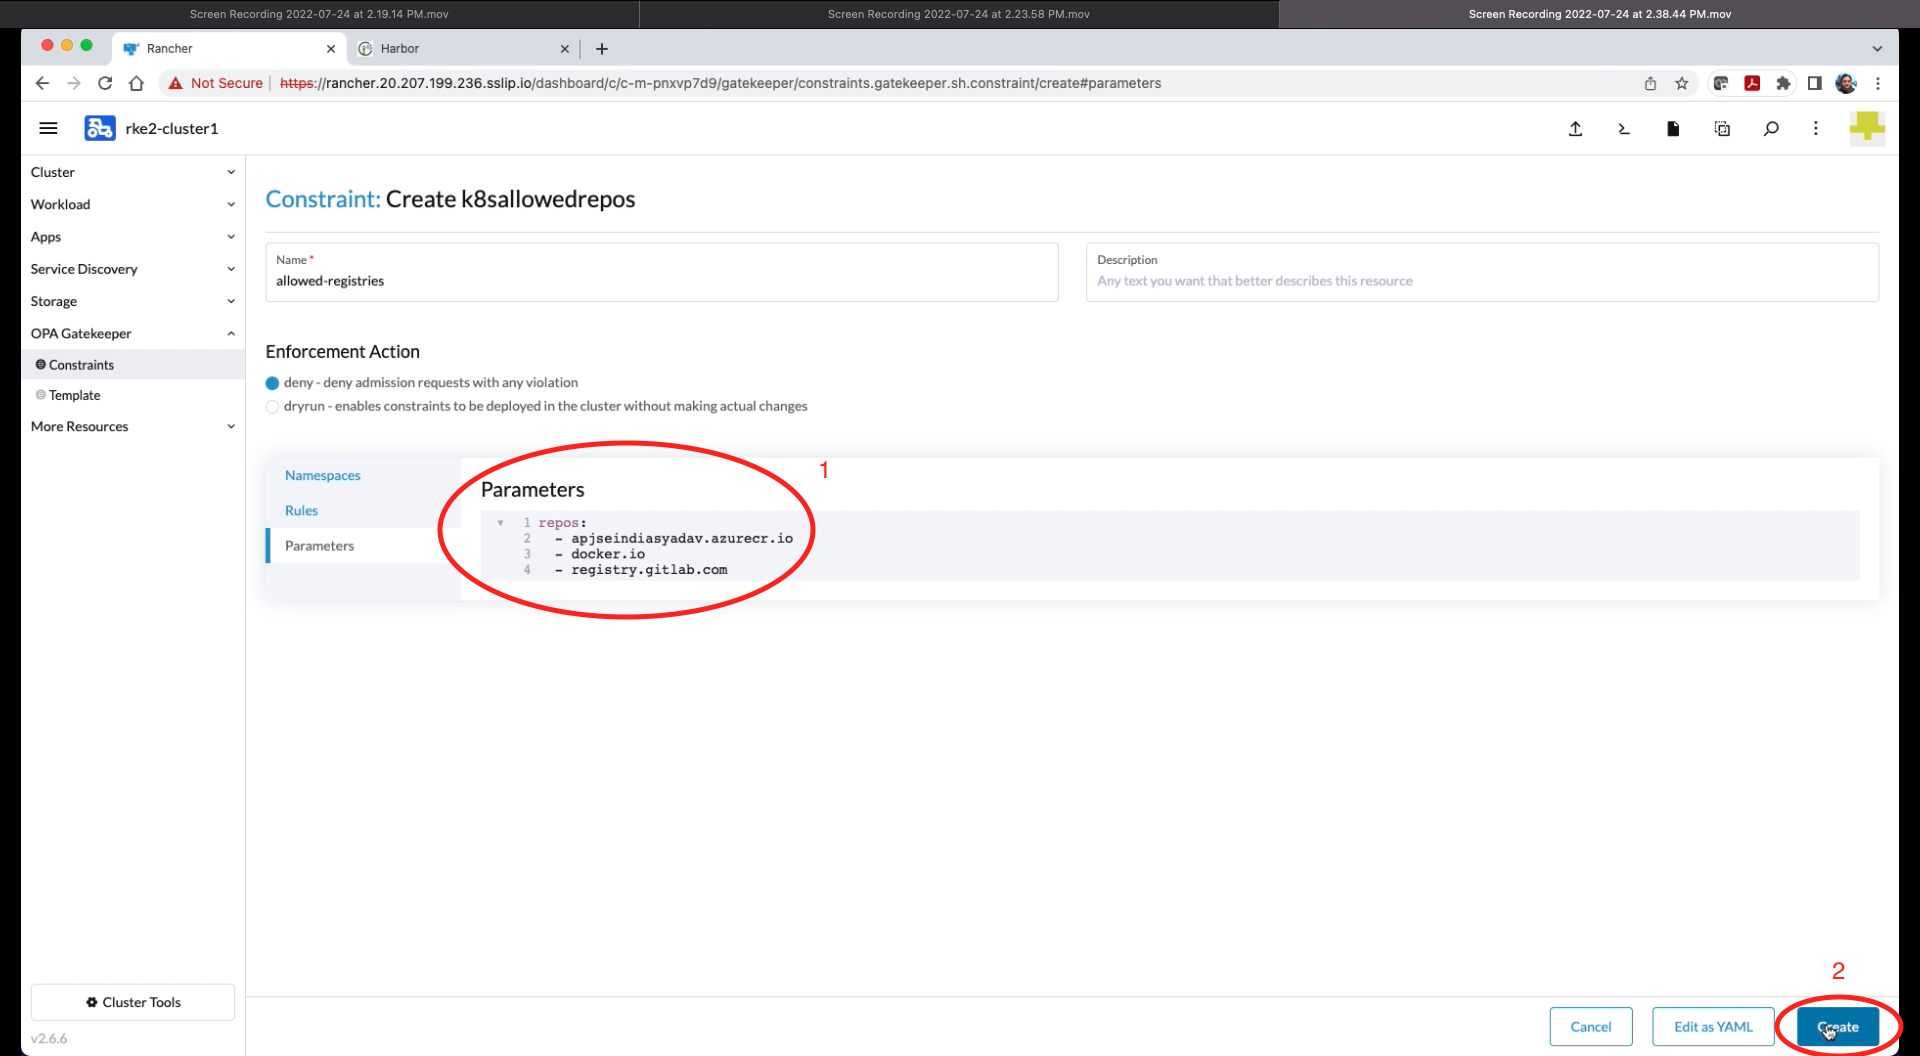 Screen Recording 2022-07-24 at 2.19.14 PM.mov
Screen Recording 2022-07-24 at 2.23.58 PM.mov
Screen Recording 2022-07-24 at 2.38.44 PM.mov
Rancher
Harbor
Not Secure
https://rancher.20.207.199.236.sslip.io/dashboard/c/c-m-pnxvp7d9/gatekeeper/constraints.gatekeeper.sh.constraint/create#parameters
rke2-cluster1
Cluster
Workload
Apps
Service Discovery
Storage
OPA Gatekeeper
Constraints
Template
More Resources
Constraint: Create k8sallowedrepos
Name *
allowed-registries
Description
Any text you want that better describes this resource
Enforcement Action
deny - deny admission requests with any violation
dryrun - enables constraints to be deployed in the cluster without making actual changes
Namespaces
Rules
Parameters
1
Parameters
1 repos:
2 - apjseindiasyadav.azurecr.io
3 - docker.io
4 - registry.gitlab.com
2
Cluster Tools
v2.6.6
Cancel
Edit as YAML
Create